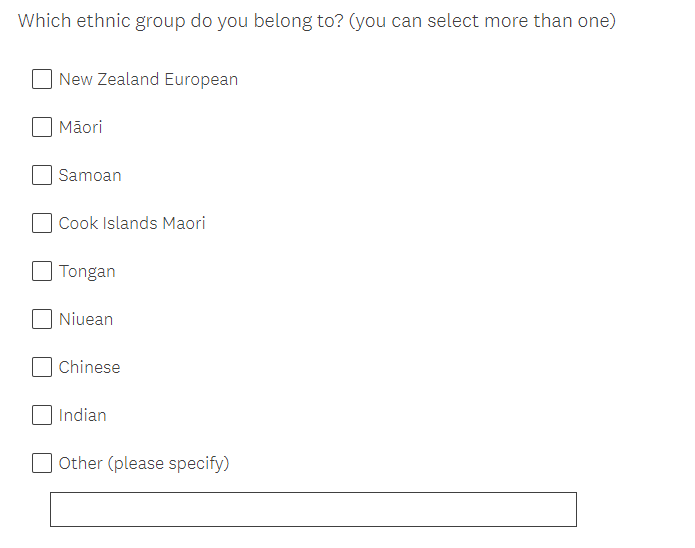 Which ethnic group do you belong to? (you can select more than one)
New Zealand European
Māori
Samoan
Cook Islands Maori
Tongan
Niuean
Chinese
Indian
Other (please specify)